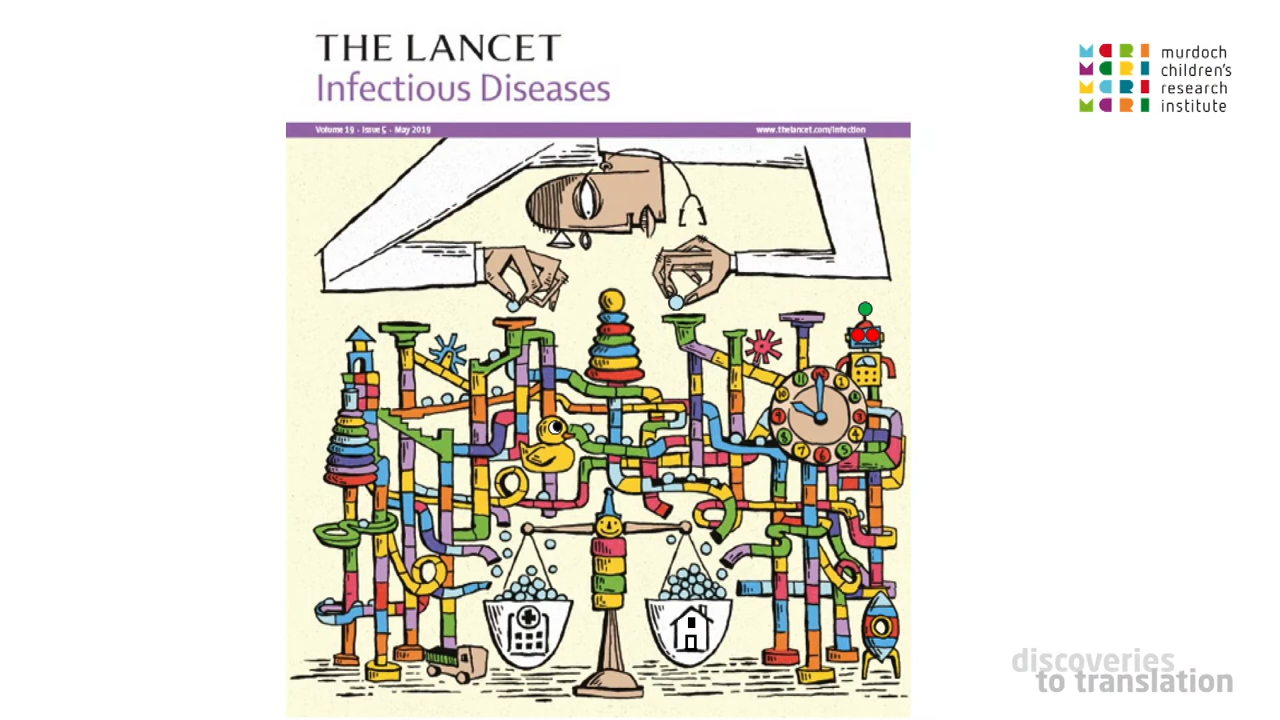 THE LANCET
Infectious Diseases
Volume 19 · Issue 5 · May 2019
www.thelancet.com/infection
murdoch
children's
research
institute
discoveries
to translation